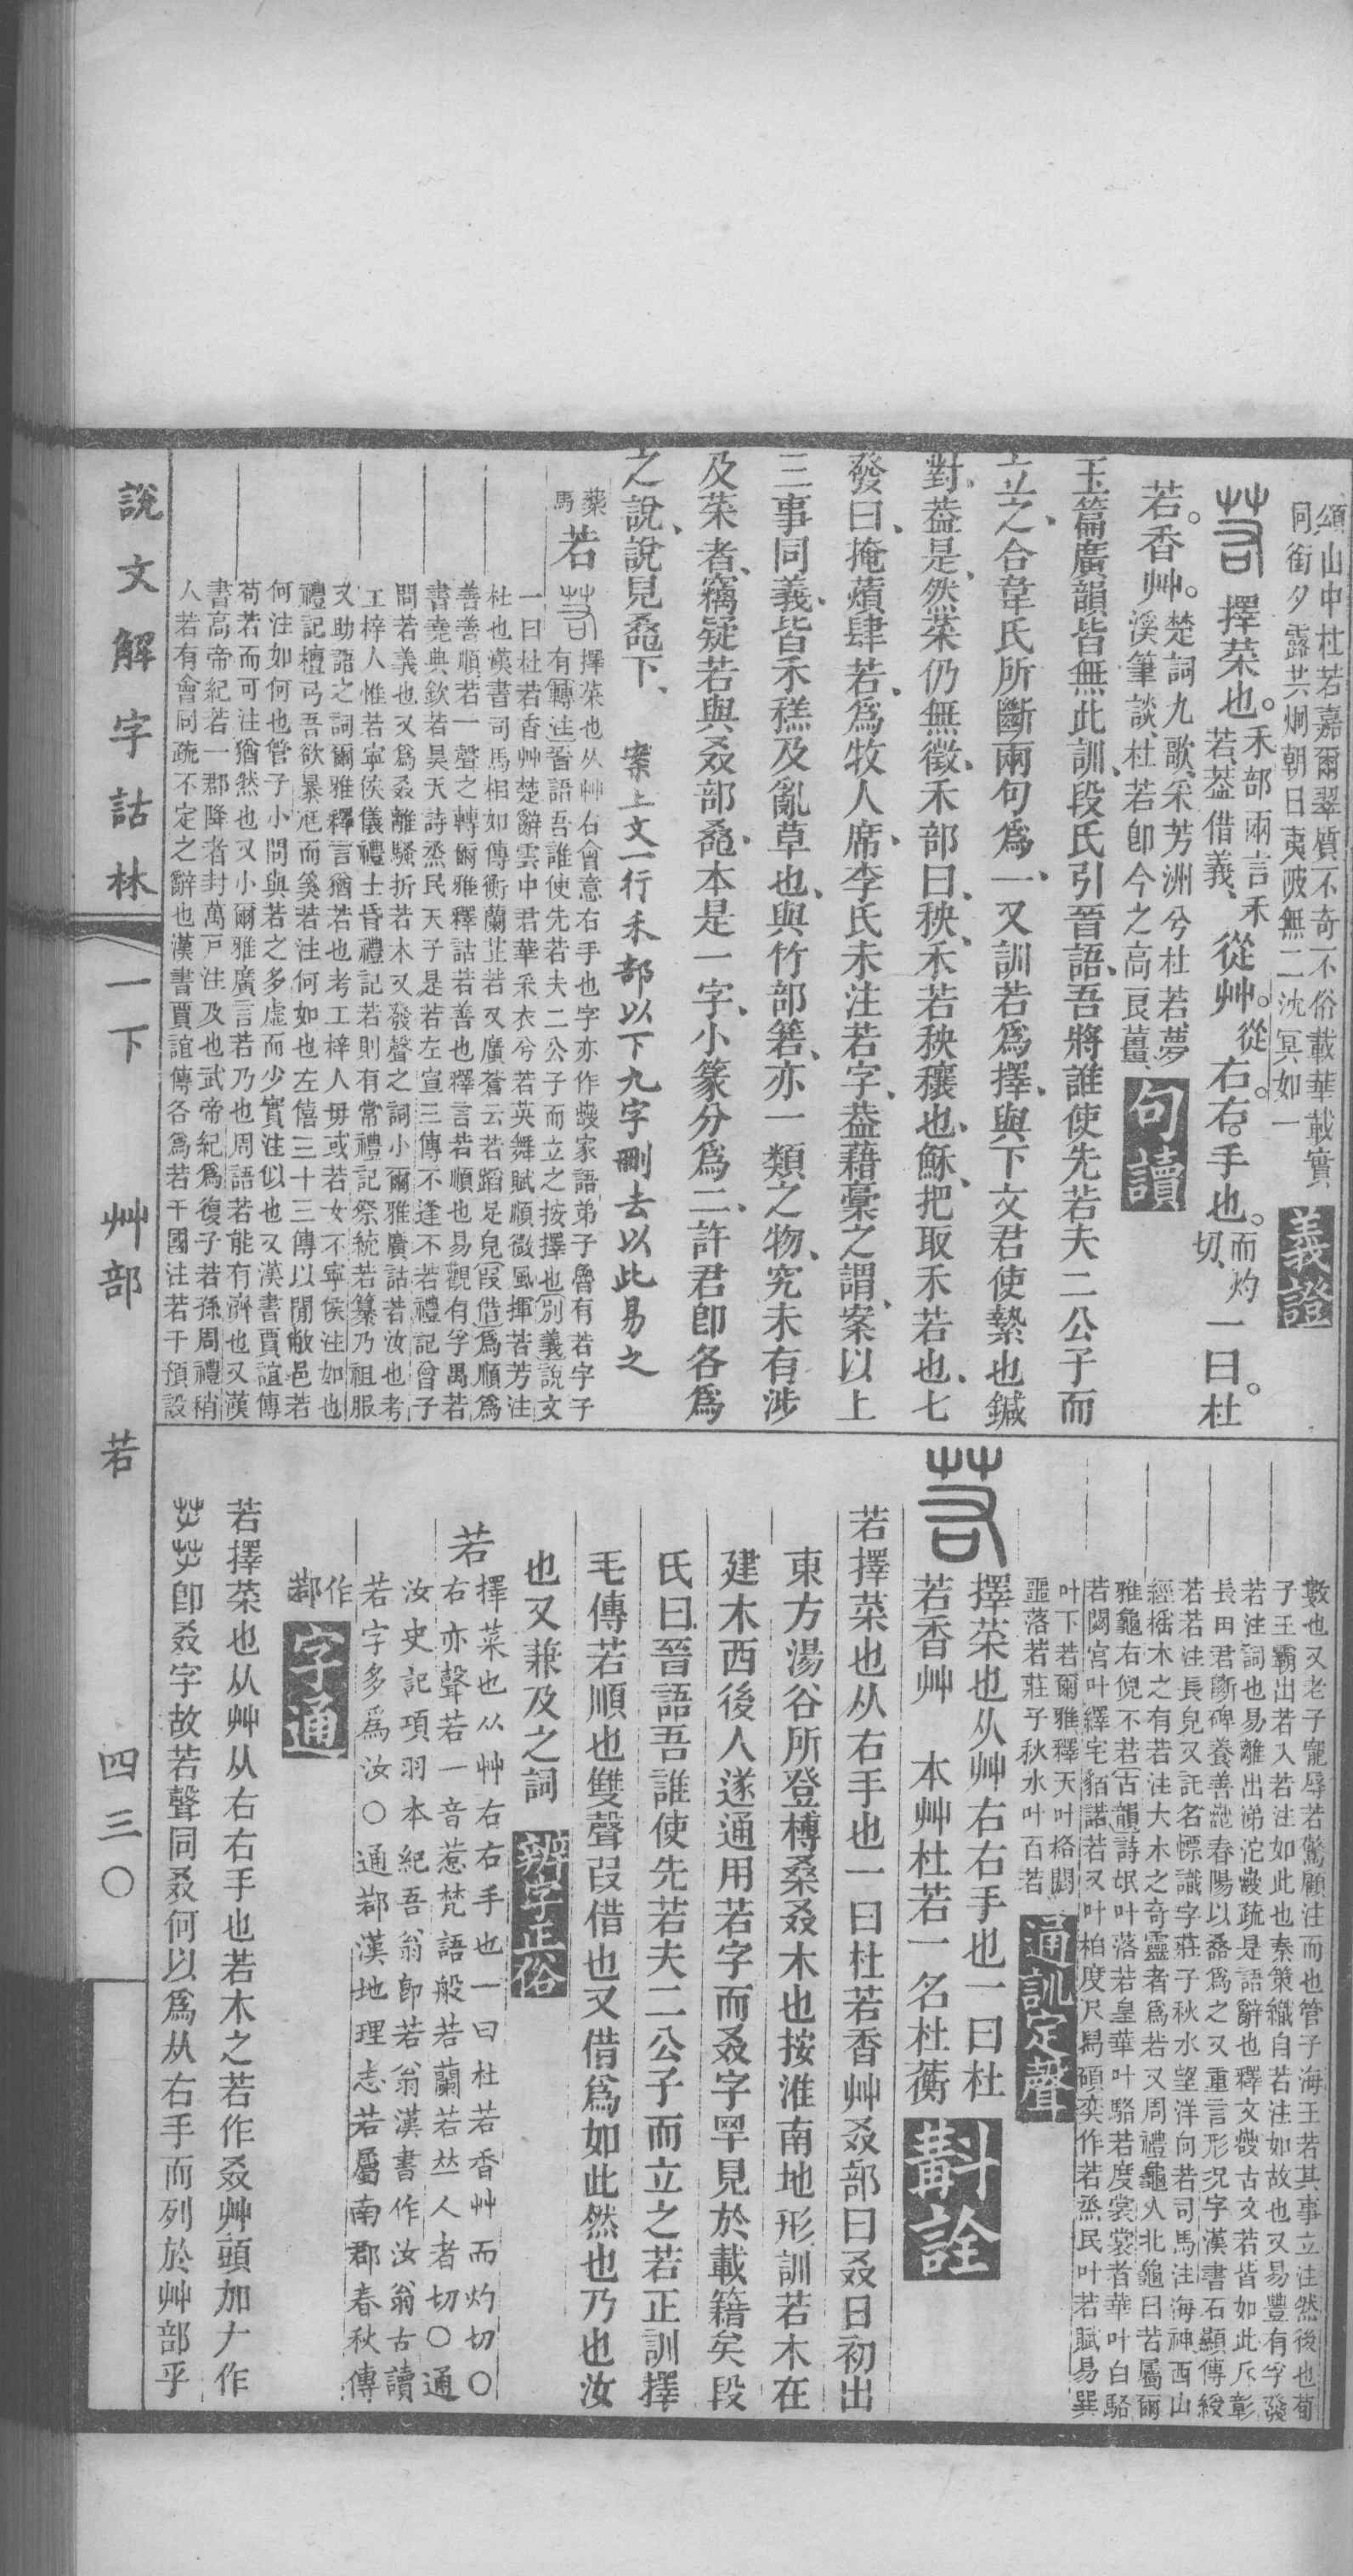 頌山中杜若嘉爾翠質不奇不俗載華載實
同銜夕露共烱朝日夷陂無二沈冥如一
義證
擇菜也。
禾部兩言禾
若葢借義、
從艸。從右。右。手也。
而灼
切、
一曰。杜
若。香艸。
楚詞九歌、采芳洲兮杜若夢
溪筆談、杜若卽今之高良薑、
句讀
玉篇廣韻皆無此訓、段氏引晉語、吾將誰使先若夫二公子而
立之、合韋氏所斷兩句爲一、又訓若爲擇、與下文君使縶也鍼
對、葢是、然菜仍無徵、禾部曰、秧、禾若秧穰也、穌、把取禾若也、七
發曰、掩蘋肆若、爲牧人席、李氏未注若字、葢藉稾之謂、案以上
三事同義、皆禾穚及亂草也、與竹部箬、亦一類之物、究未有涉
及菜者、竊疑若與叒部𠭥、本是一字、小篆分爲二、許君卽各爲
之說、說見𠭥下、 案上文一行禾部以下九字刪去以此易之
若
擇菜也从艸右會意右手也字亦作𧎐家語弟子魯有若字子
有轉注晉語吾誰使先若夫二公子而立之按擇也別義說文
一曰杜若香艸楚辭雲中君華采衣兮若英舞賦順微風揮若芳注
杜也漢書司馬相如傳衡蘭芷若又廣蒼云若蹈足皃叚借爲順爲
善善順若一聲之轉爾雅釋詁若善也釋言若順也易觀有孚禺若
書堯典欽若昊天詩烝民天子是若左宣三傳不逢不若禮記曾子
問若義也又爲叒離騷折若木又發聲之詞小爾雅廣詁若汝也考
工梓人惟若寧侯儀禮士昏禮記若則有常禮記祭統若纂乃祖服
又助語之詞爾雅釋言猶若也考工梓人毋或若女不寧侯注如也
禮記檀弓吾欲暴尫而奚若注何如也左僖三十三傳以閒敝邑若
何注如何也管子小問與若之多虛而少實注似也又漢書賈誼傳
苟若而可注猶然也又小爾雅廣言若乃也周語若能有濟也又漢
書高帝紀若一郡降者封萬戶注及也武帝紀爲復子若孫周禮稍
人若有會同疏不定之辭也漢書賈誼傳各爲若干國注若干預設
數也又老子寵辱若驚顧注而也管子海王若其事立注然後也荀
子王霸出若入若注如此也秦策織自若注如故也又易豐有孚發
若注詞也易離出涕沱若疏是語辭也釋文若古文若皆如此斥彰
長田君斷碑養善若春陽以𠭥爲之又重言形況字漢書石顯傳綬
若若注長皃又託名幖識字莊子秋水望洋向若司馬注海神西山
經榣木之有若注大木之奇靈者爲若又周禮龜人北龜曰若屬爾
雅龜右倪不若古韻詩氓叶落若皇華叶駱若度裳裳者華叶白駱
若閟宮叶繹宅貊諾若又叶柏度尺舄碩奕作若烝民叶若賦易巽
叶下若爾雅釋天叶格閹
噩落若莊子秋水叶百若
通訓定聲
擇菜也从艸右右手也一曰杜
若香艸 本艸杜若一名杜蘅
斠詮
若擇菜也从右手也一曰杜若香艸叒部曰叒日初出
東方湯谷所登榑桑叒木也按淮南地形訓若木在
建木西後人遂通用若字而叒字罕見於載籍矣段
氏曰晉語吾誰使先若夫二公子而立之若正訓擇
毛傳若順也雙聲叚借也又借爲如此然也乃也汝
也又兼及之詞
辨字正俗
若
擇菜也从艸右右手也一曰杜若香艸而灼切〇
右亦聲若一音惹梵語般若蘭若𠀤人者切〇通
汝史記項羽本紀吾翁卽若翁漢書作汝翁古讀
若字多爲汝〇通鄀漢地理志若屬南郡春秋傳
作
鄀
字通
若擇菜也从艸从右右手也若木之若作叒艸頭加𠂇作
卽叒字故若聲同叒何以爲从右手而列於艸部乎
說文解字詁林
一下
艸部
若
四三〇